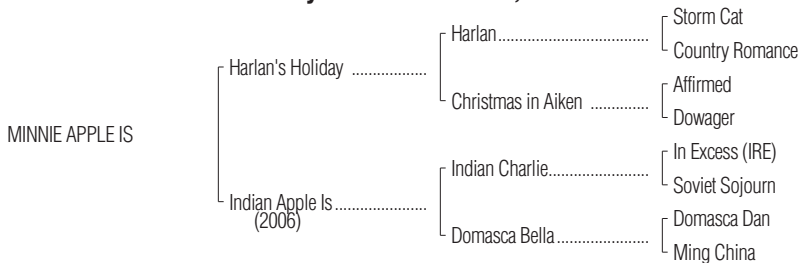 Storm Cat
Harlan
Country Romance
Harlan's Holiday
Affirmed
Christmas in Aiken
Dowager
MINNIE APPLE IS
In Excess (IRE)
Indian Charlie
Soviet Sojourn
Indian Apple Is
(2006)
Domasca Dan
Domasca Bella
Ming China